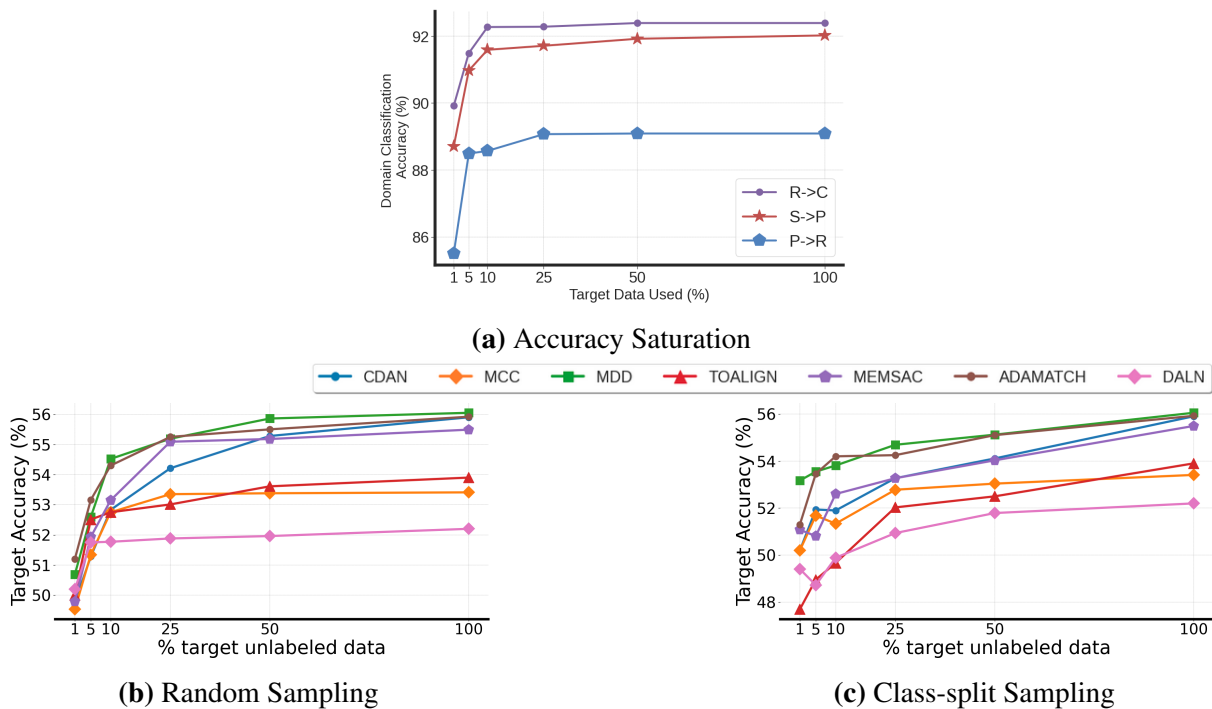 Domain Classification
Accuracy (%)
92
90
88
86
R->C
S->P
P->R
1 5 10 25 50 100
Target Data Used (%)
(a) Accuracy Saturation
CDAN MCC MDD TOALIGN MEMSAC ADAMATCH DALN
Target Accuracy (%)
56
55
54
53
52
51
50
1 5 10 25 50 100
% target unlabeled data
(b) Random Sampling
Target Accuracy (%)
56
54
52
50
48
1 5 10 25 50 100
% target unlabeled data
(c) Class-split Sampling